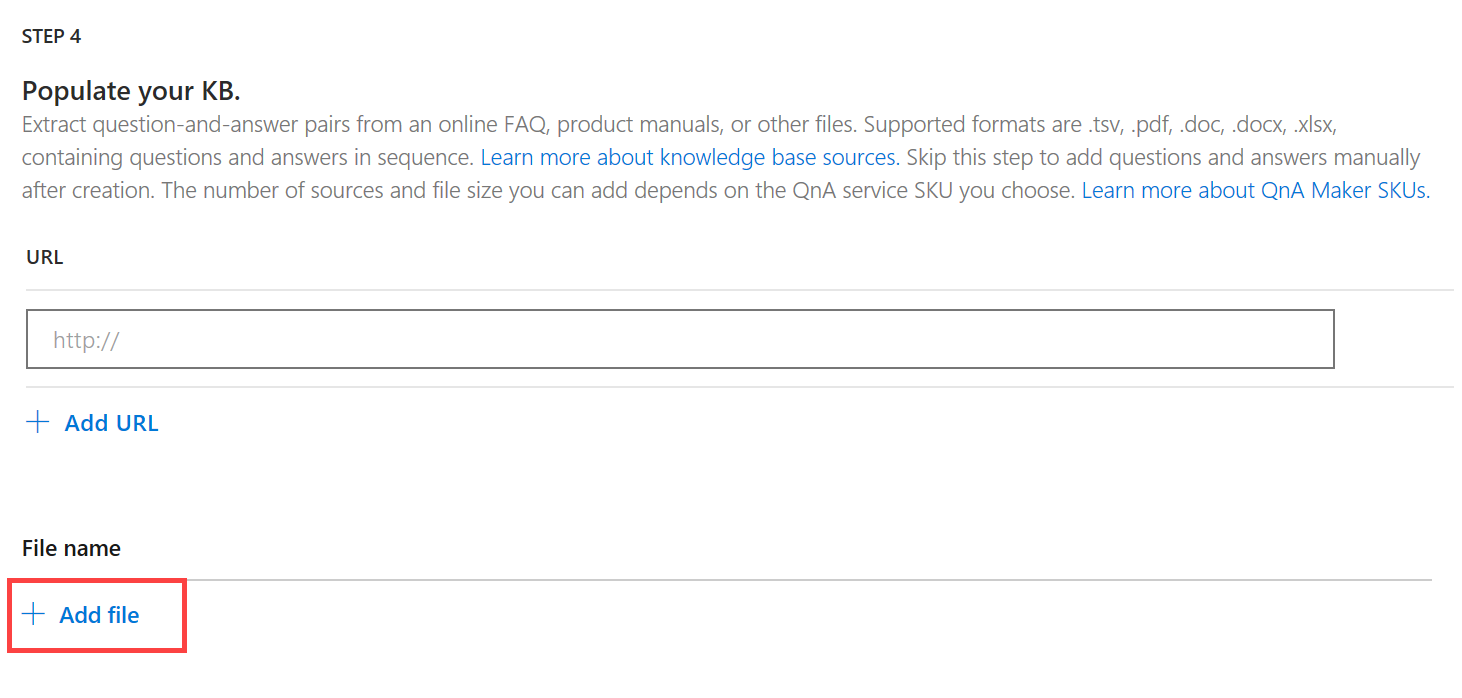 STEP 4
Populate your KB.
Extract question-and-answer pairs from an online FAQ, product manuals, or other files. Supported formats are .tsv, .pdf, .doc, .docx, .xlsx,
containing questions and answers in sequence. Learn more about knowledge base sources. Skip this step to add questions and answers manually
after creation. The number of sources and file size you can add depends on the QnA service SKU you choose. Learn more about QnA Maker SKUs.
URL
http://
+ Add URL
File name
+ Add file